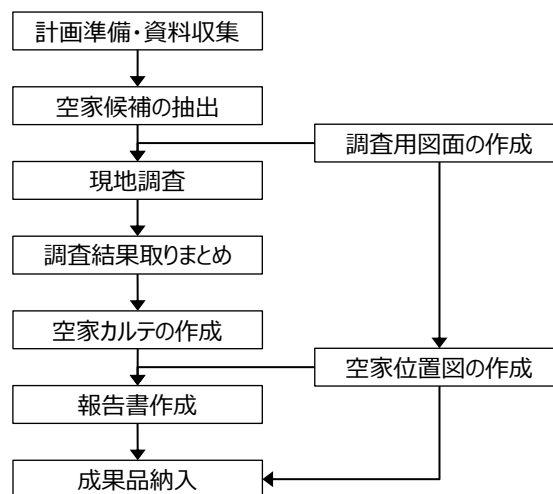 計画準備・資料収集
空家候補の抽出
調査用図面の作成
現地調査
調査結果取りまとめ
空家カルテの作成
空家位置図の作成
報告書作成
成果品納入